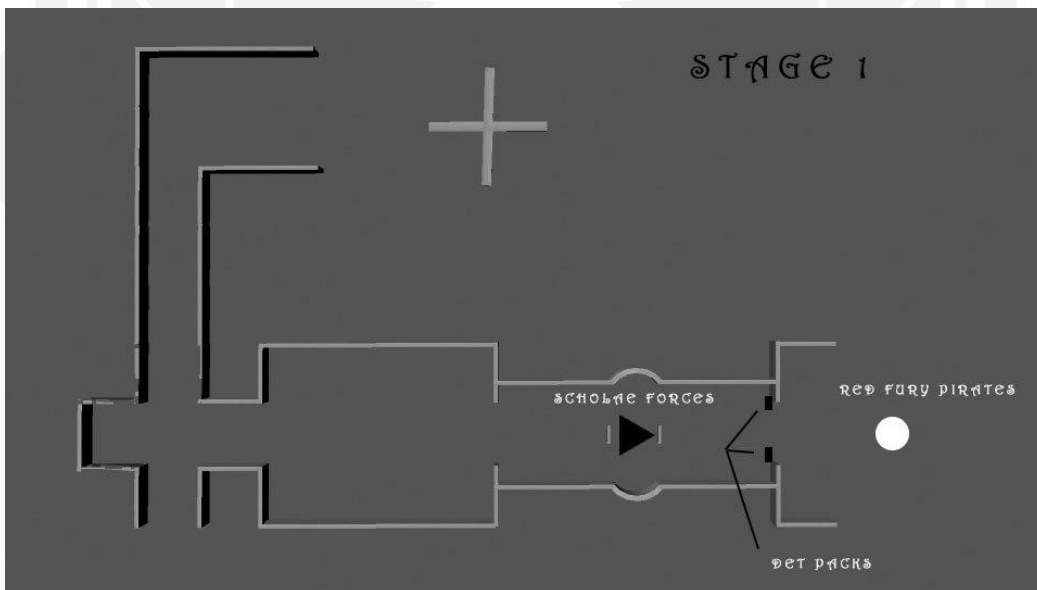 STAGE 1
SCHOLAE FORCES
RED FURY PIRATES
DET PACKS